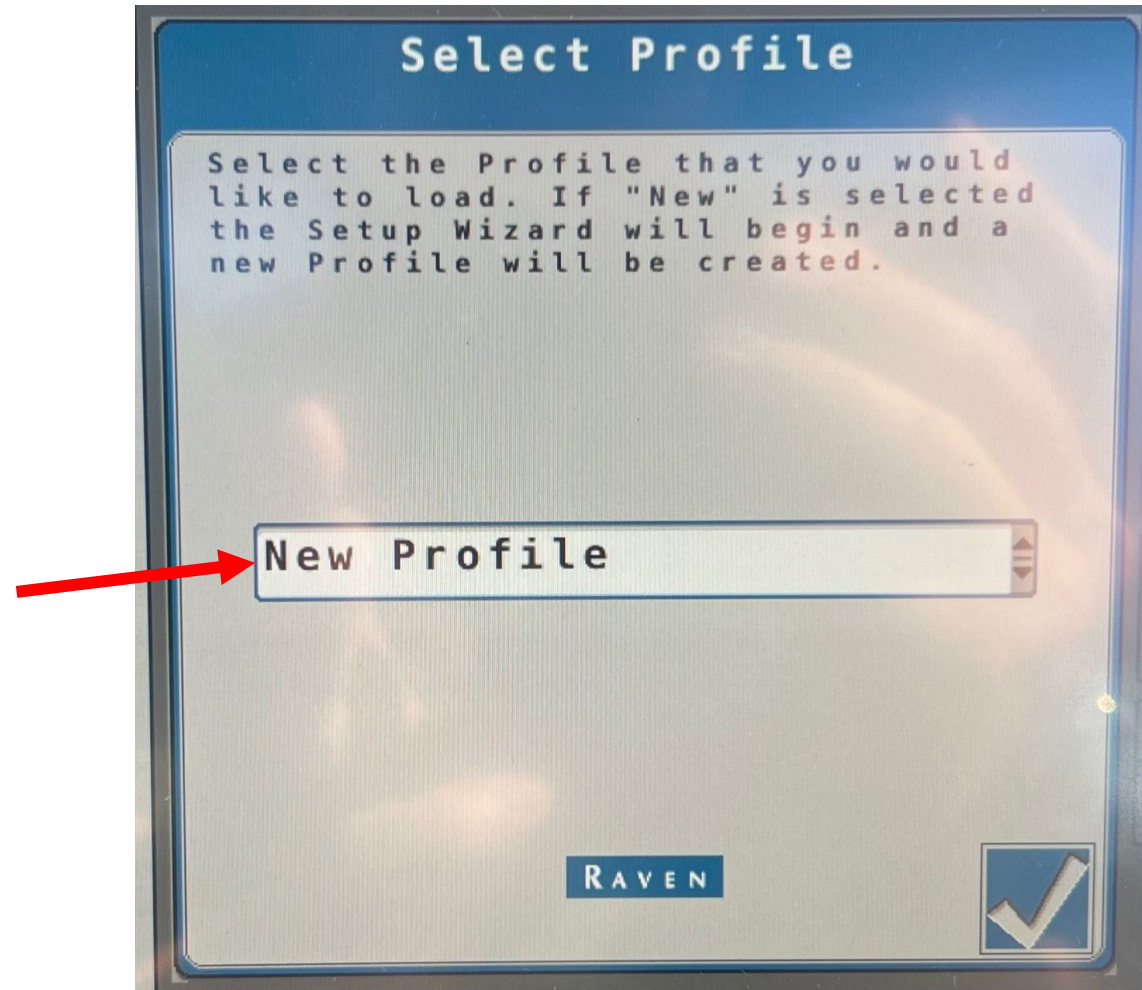 Select Profile
Select the Profile that you would
like to load. If "New" is selected
the Setup Wizard will begin and a
new Profile will be created.
New Profile
RAVEN